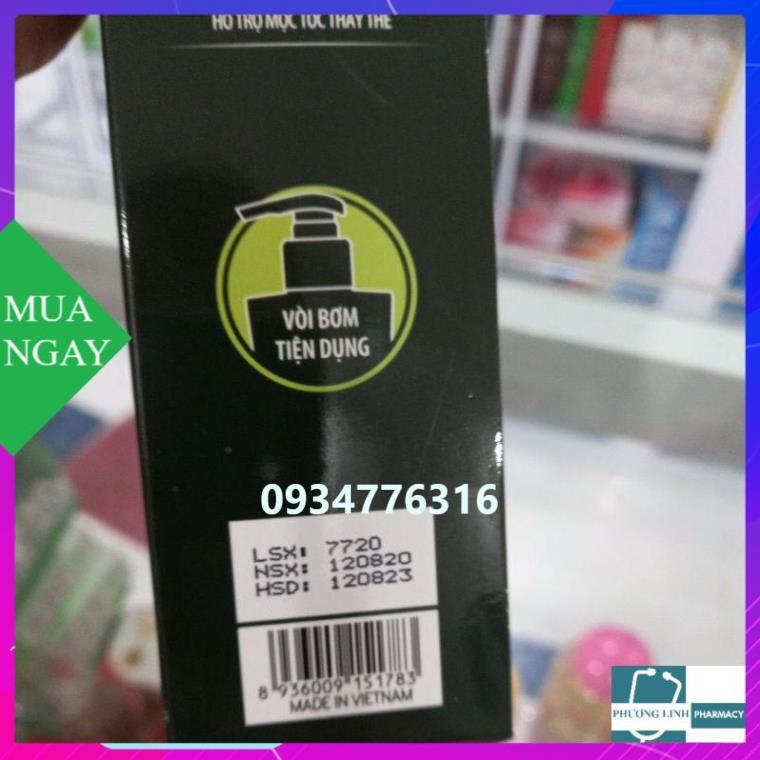 HỖ TRỢ MỌC TÓC THAY THẾ
VÒI BƠM
TIỆN DỤNG
MUA
NGAY
0934776316
LSX: 7720
NSX: 120820
HSD: 120823
8 936009 151783
MADE IN VIETNAM
PHƯƠNG LINH PHARMACY